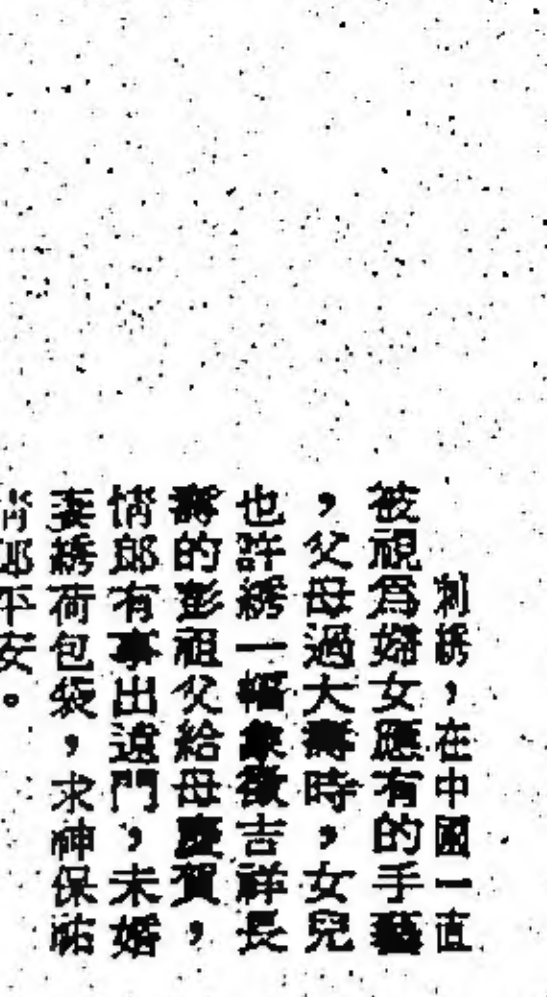 刺綉，在中國一直
被視爲婦女應有的手藝
，父母過大壽時，女兒
也許綉一幅象徵吉祥長
壽的彭祖父給母慶賀，
情郎有事出遠門，未婚
妻綉荷包袋，求神保祐
情郎平安。